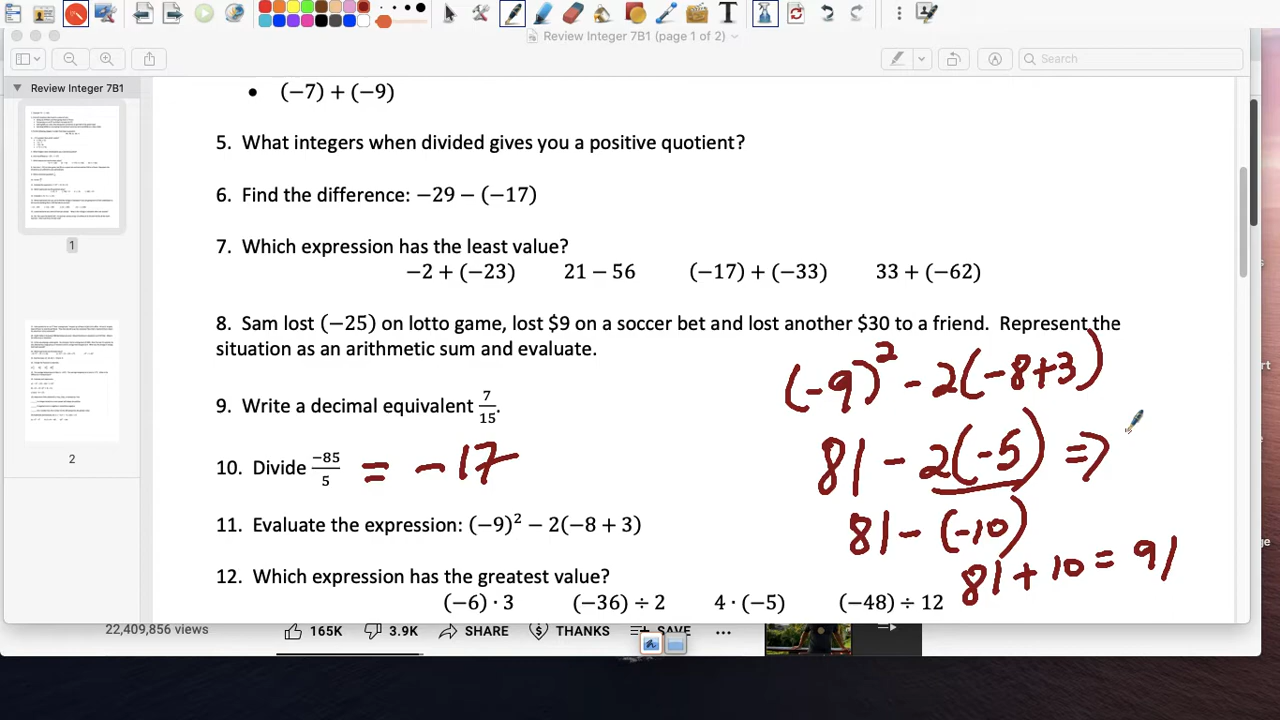 Review Integer 7B1 (page 1 of 2)
Search
Review Integer 7B1
1
2
• (−7) + (−9)
5. What integers when divided gives you a positive quotient?
6. Find the difference: −29 − (−17)
7. Which expression has the least value?
−2 + (−23) 21 − 56 (−17) + (−33) 33 + (−62)
8. Sam lost (−25) on lotto game, lost $9 on a soccer bet and lost another $30 to a friend. Represent the
situation as an arithmetic sum and evaluate.
(-9)² - 2(-8+3)
9. Write a decimal equivalent 7/15.
81 - 2(-5) =>
10. Divide −85/5 = -17
81 - (-10)
11. Evaluate the expression: (−9)² − 2(−8 + 3)
81 + 10 = 91
12. Which expression has the greatest value?
(−6) · 3 (−36) ÷ 2 4 · (−5) (−48) ÷ 12
22,409,856 views 165K 3.9K SHARE THANKS SAVE